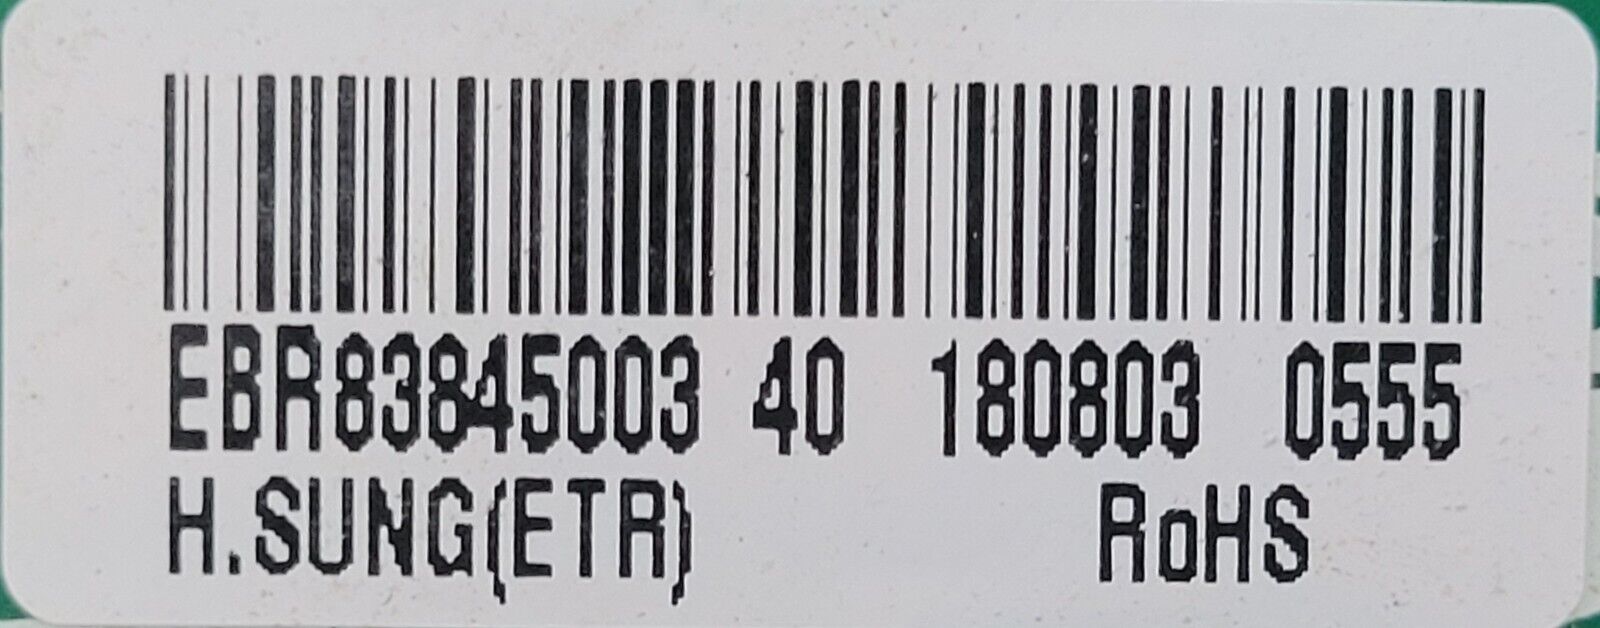 EBR83845003 40 180803 0555
H.SUNG(ETR) RoHS